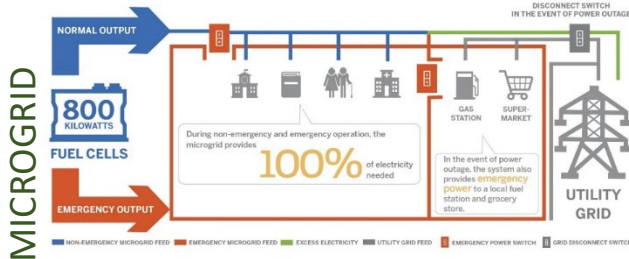 MICROGRID
DISCONNECT SWITCH
IN THE EVENT OF POWER OUTAGE
NORMAL OUTPUT
800
KILOWATTS
FUEL CELLS
EMERGENCY OUTPUT
GAS
STATION
SUPER-
MARKET
During non-emergency and emergency operation, the
microgrid provides
100% of electricity
needed
In the event of power
outage, the system also
provides emergency
power to a local fuel
station and grocery
store.
UTILITY
GRID
NON-EMERGENCY MICROGRID FEED
EMERGENCY MICROGRID FEED
EXCESS ELECTRICITY
UTILITY GRID FEED
EMERGENCY POWER SWITCH
GRID DISCONNECT SWITCH